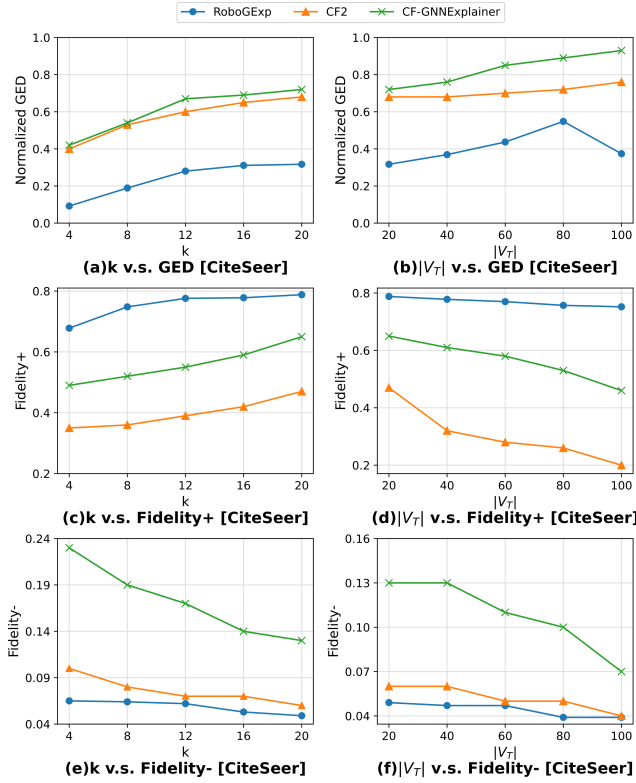 RoboGExp CF2 CF-GNNExplainer
1.0
0.8
0.6
0.4
0.2
0.0
Normalized GED
4 8 12 16 20
k
(a)k v.s. GED [CiteSeer]
1.0
0.8
0.6
0.4
0.2
0.0
Normalized GED
20 40 60 80 100
|V_T|
(b)|V_T| v.s. GED [CiteSeer]
0.8
0.6
0.4
0.2
Fidelity+
4 8 12 16 20
k
(c)k v.s. Fidelity+ [CiteSeer]
0.8
0.6
0.4
0.2
Fidelity+
20 40 60 80 100
|V_T|
(d)|V_T| v.s. Fidelity+ [CiteSeer]
0.24
0.19
0.14
0.09
0.04
Fidelity-
4 8 12 16 20
k
(e)k v.s. Fidelity- [CiteSeer]
0.16
0.13
0.10
0.07
0.04
Fidelity-
20 40 60 80 100
|V_T|
(f)|V_T| v.s. Fidelity- [CiteSeer]